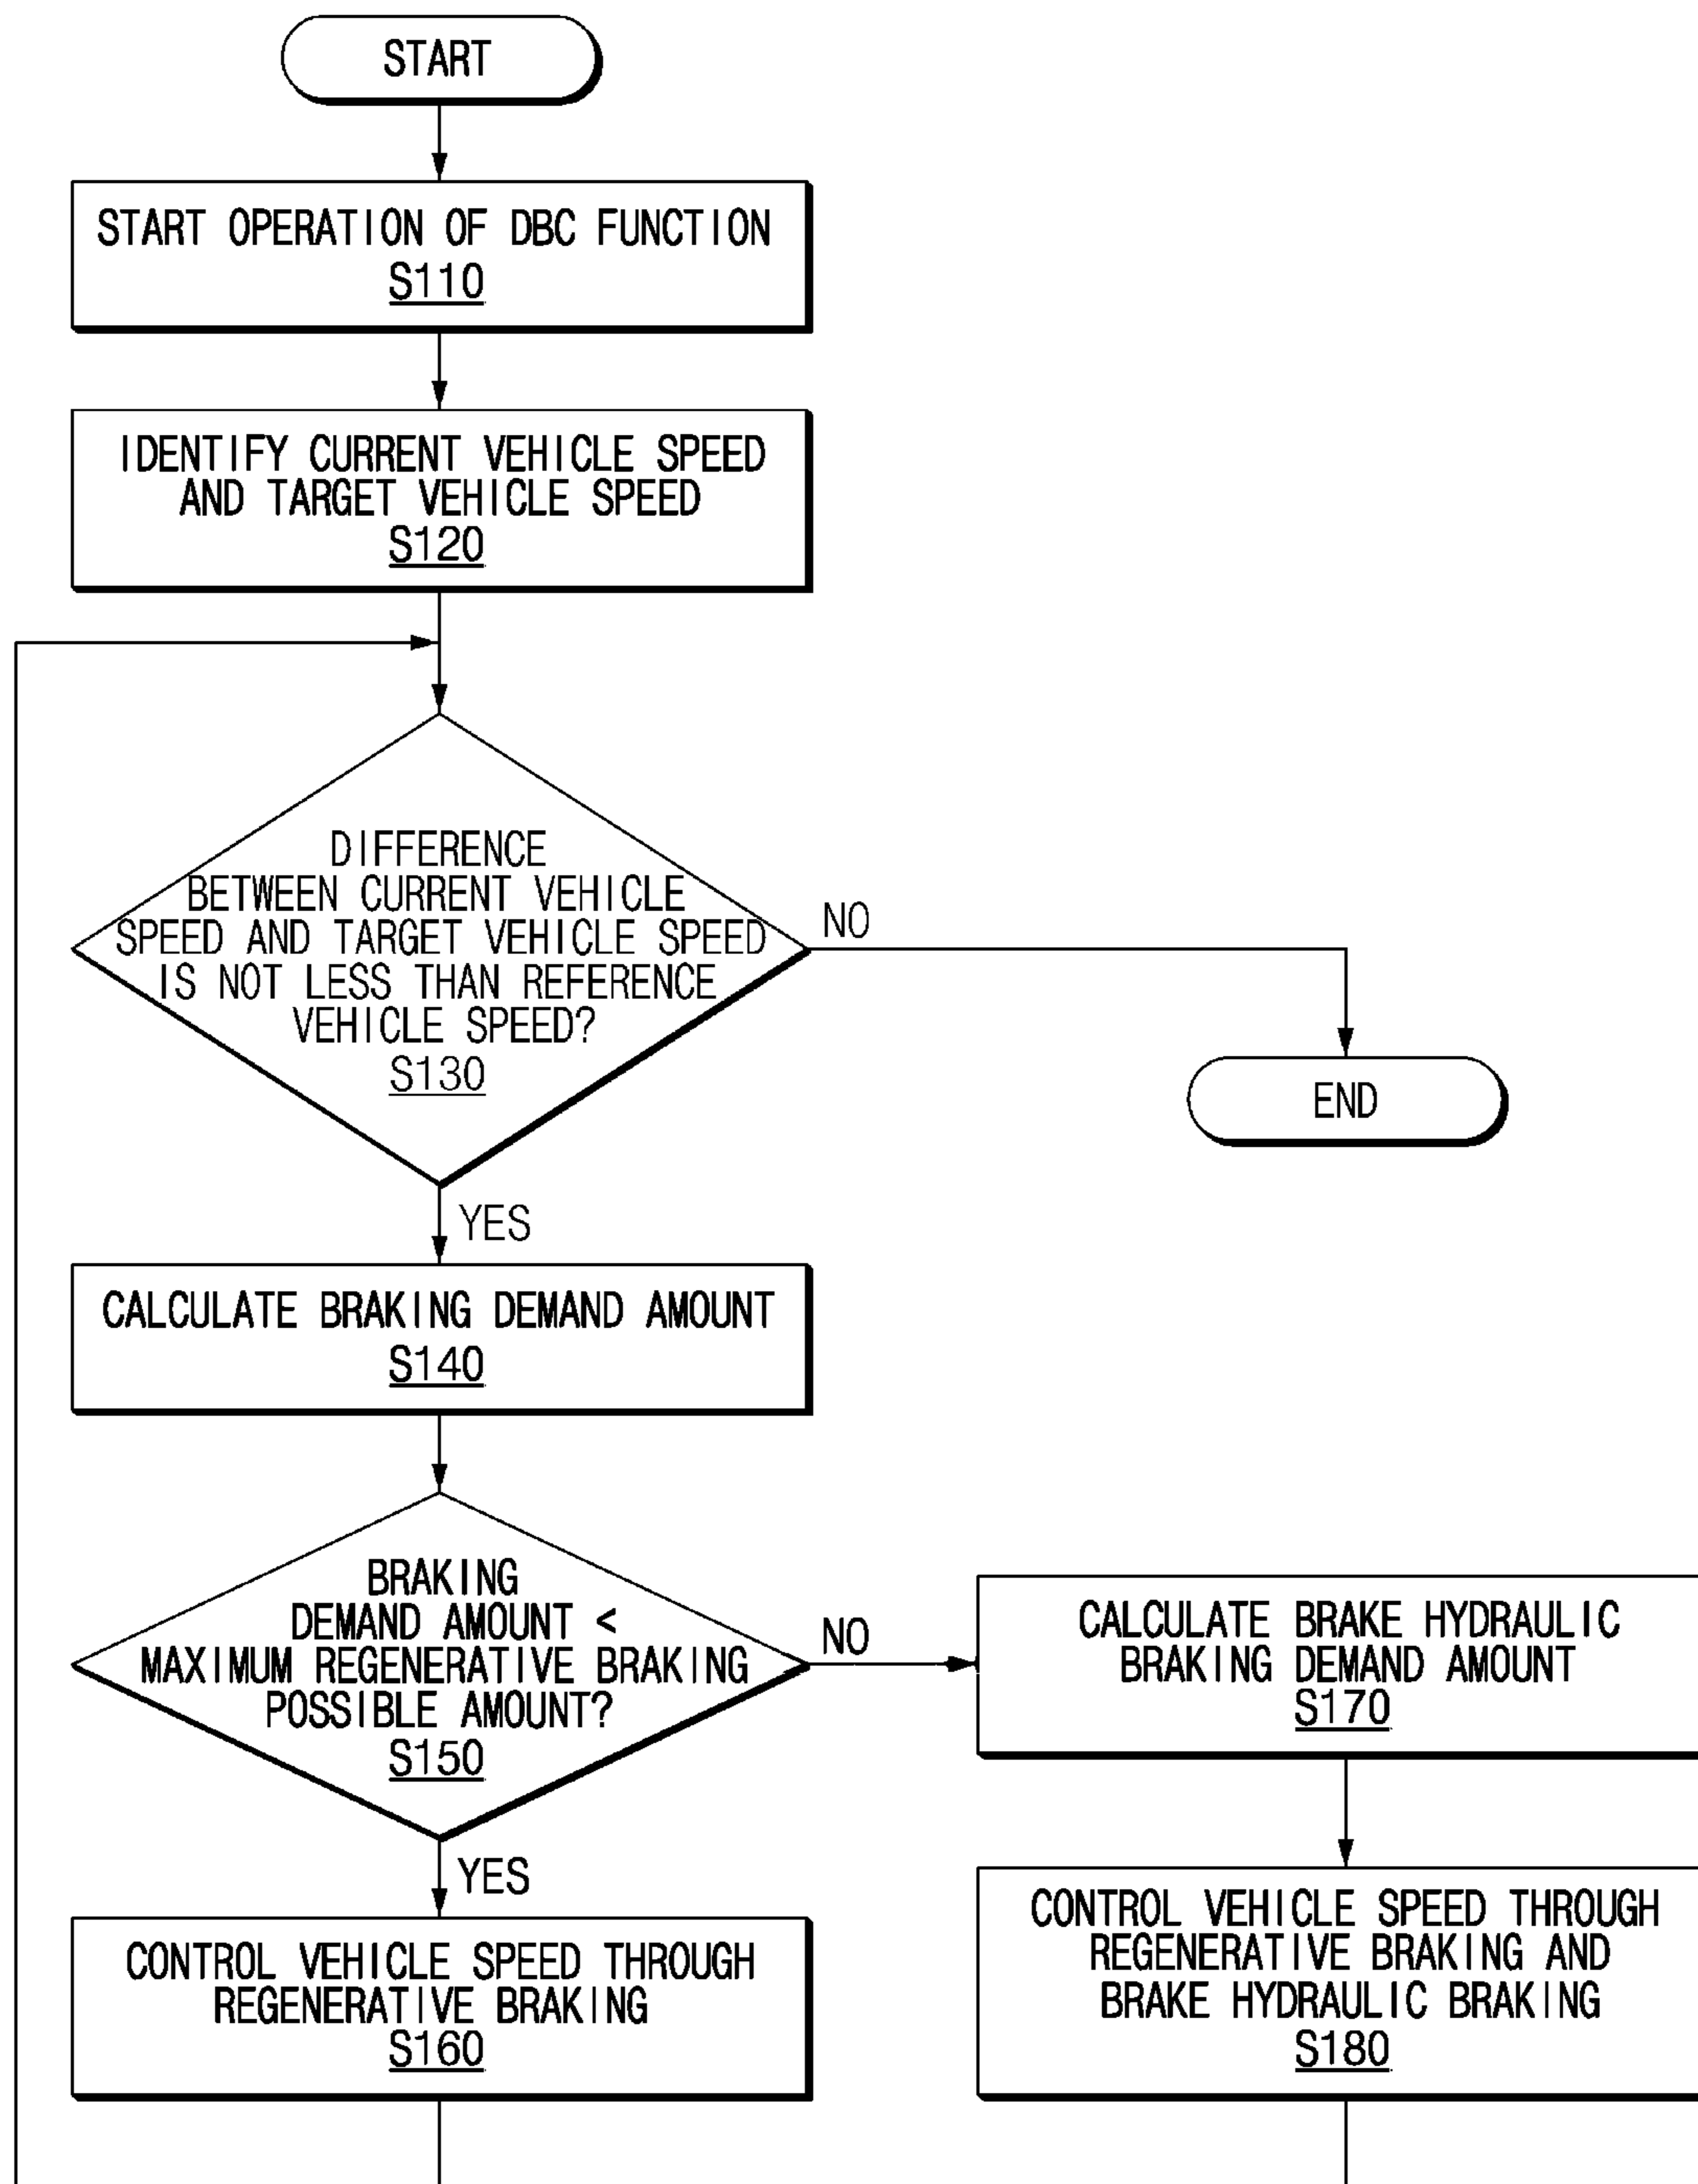 START
START OPERATION OF DBC FUNCTION
S110
IDENTIFY CURRENT VEHICLE SPEED
AND TARGET VEHICLE SPEED
S120
DIFFERENCE
BETWEEN CURRENT VEHICLE
SPEED AND TARGET VEHICLE SPEED
IS NOT LESS THAN REFERENCE
VEHICLE SPEED?
S130
NO
END
YES
CALCULATE BRAKING DEMAND AMOUNT
S140
BRAKING
DEMAND AMOUNT <
MAXIMUM REGENERATIVE BRAKING
POSSIBLE AMOUNT?
S150
NO
CALCULATE BRAKE HYDRAULIC
BRAKING DEMAND AMOUNT
S170
YES
CONTROL VEHICLE SPEED THROUGH
REGENERATIVE BRAKING
S160
CONTROL VEHICLE SPEED THROUGH
REGENERATIVE BRAKING AND
BRAKE HYDRAULIC BRAKING
S180